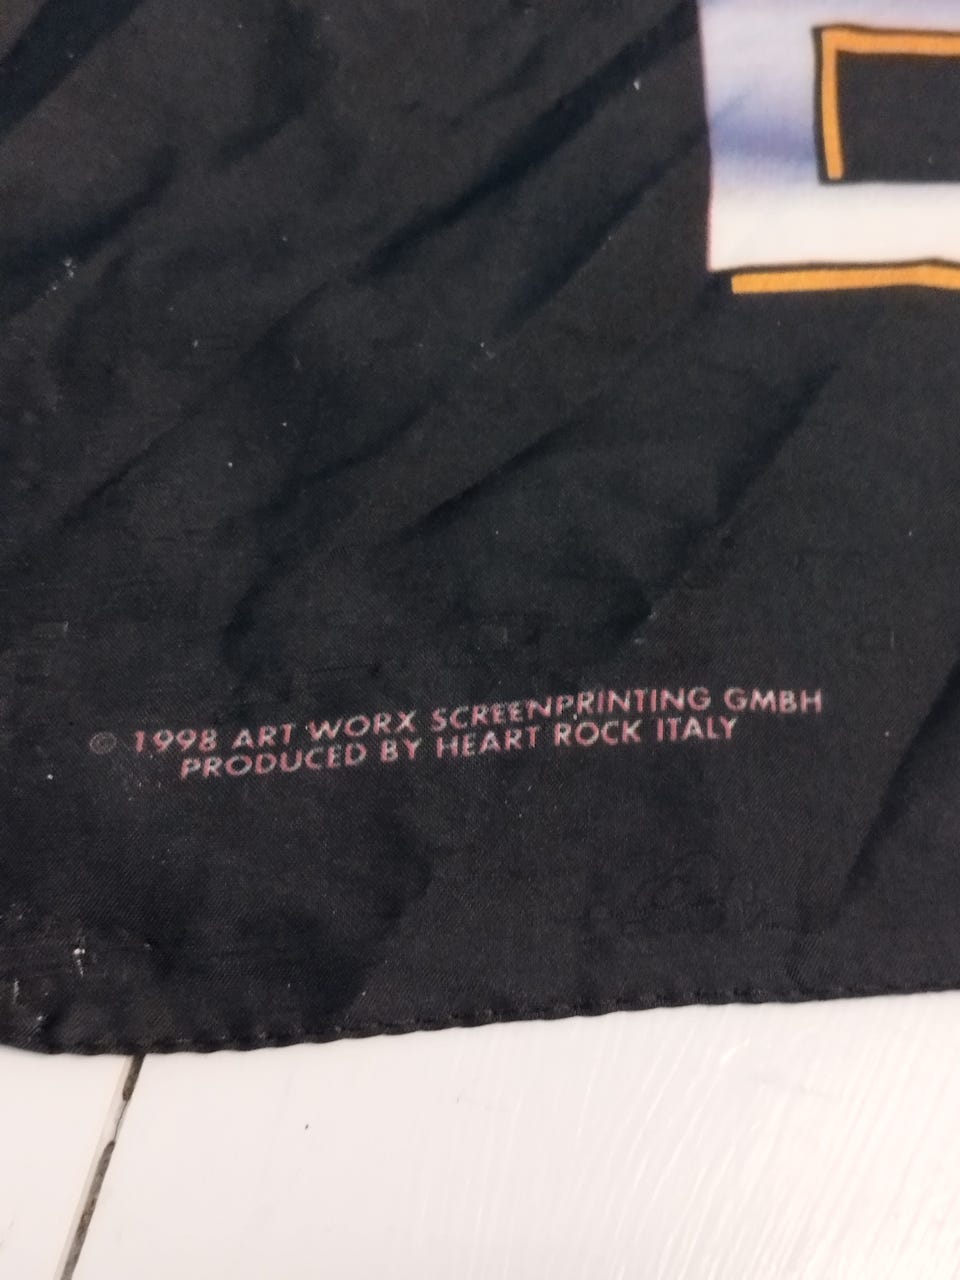 © 1998 ART WORX SCREENPRINTING GMBH
PRODUCED BY HEART ROCK ITALY